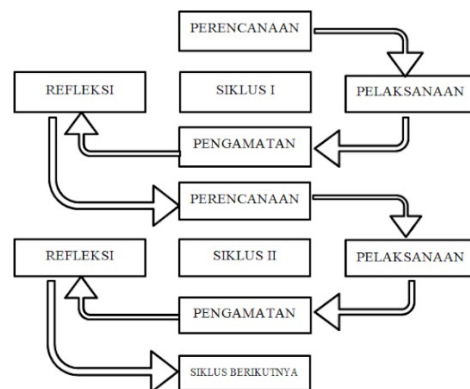 PERENCANAAN
REFLEKSI
SIKLUS I
PELAKSANAAN
PENGAMATAN
PERENCANAAN
REFLEKSI
SIKLUS II
PELAKSANAAN
PENGAMATAN
SIKLUS BERIKUTNYA